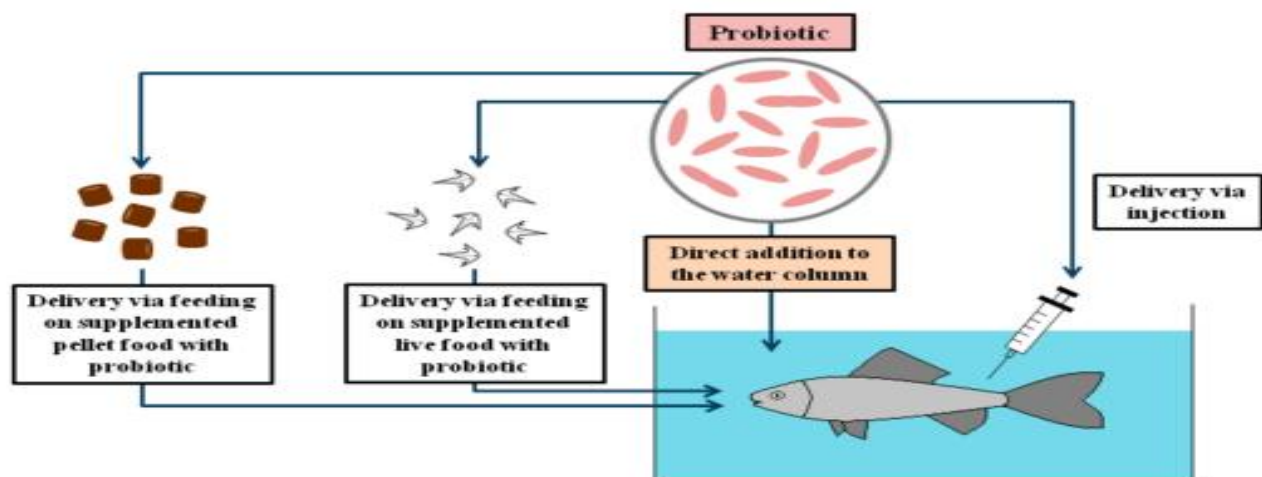 Probiotic
Delivery via
injection
Direct addition to
the water column
Delivery via feeding
on supplemented
pellet food with
probiotic
Delivery via feeding
on supplemented
live food with
probiotic